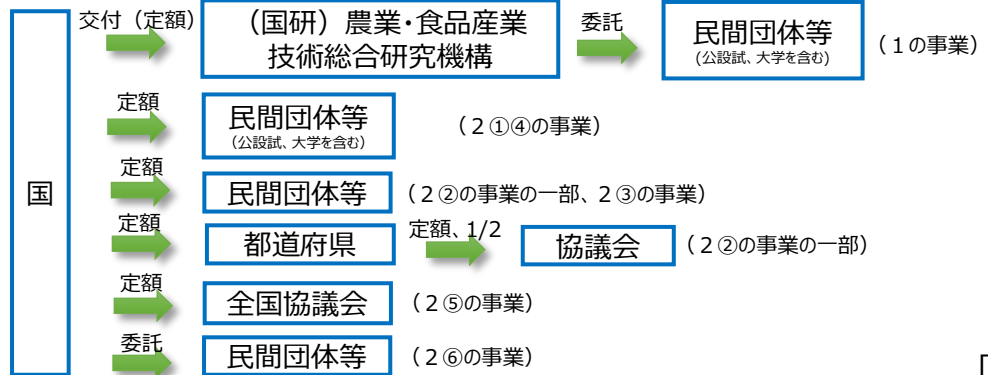 国
交付（定額）
（国研）農業・食品産業
技術総合研究機構
委託
民間団体等
(公設試、大学を含む)
（１の事業）
定額
民間団体等
(公設試、大学を含む)
（２①④の事業）
定額
民間団体等
（２②の事業の一部、２③の事業）
定額
都道府県
定額、1/2
協議会
（２②の事業の一部）
定額
全国協議会
（２⑤の事業）
委託
民間団体等
（２⑥の事業）